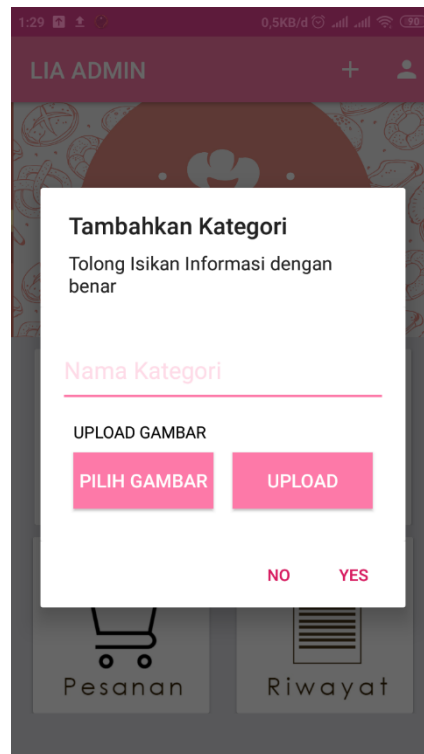 1:29 0,5KB/d 90
LIA ADMIN
Tambahkan Kategori
Tolong Isikan Informasi dengan
benar
Nama Kategori
UPLOAD GAMBAR
PILIH GAMBAR UPLOAD
NO YES
Pesanan Riwayat